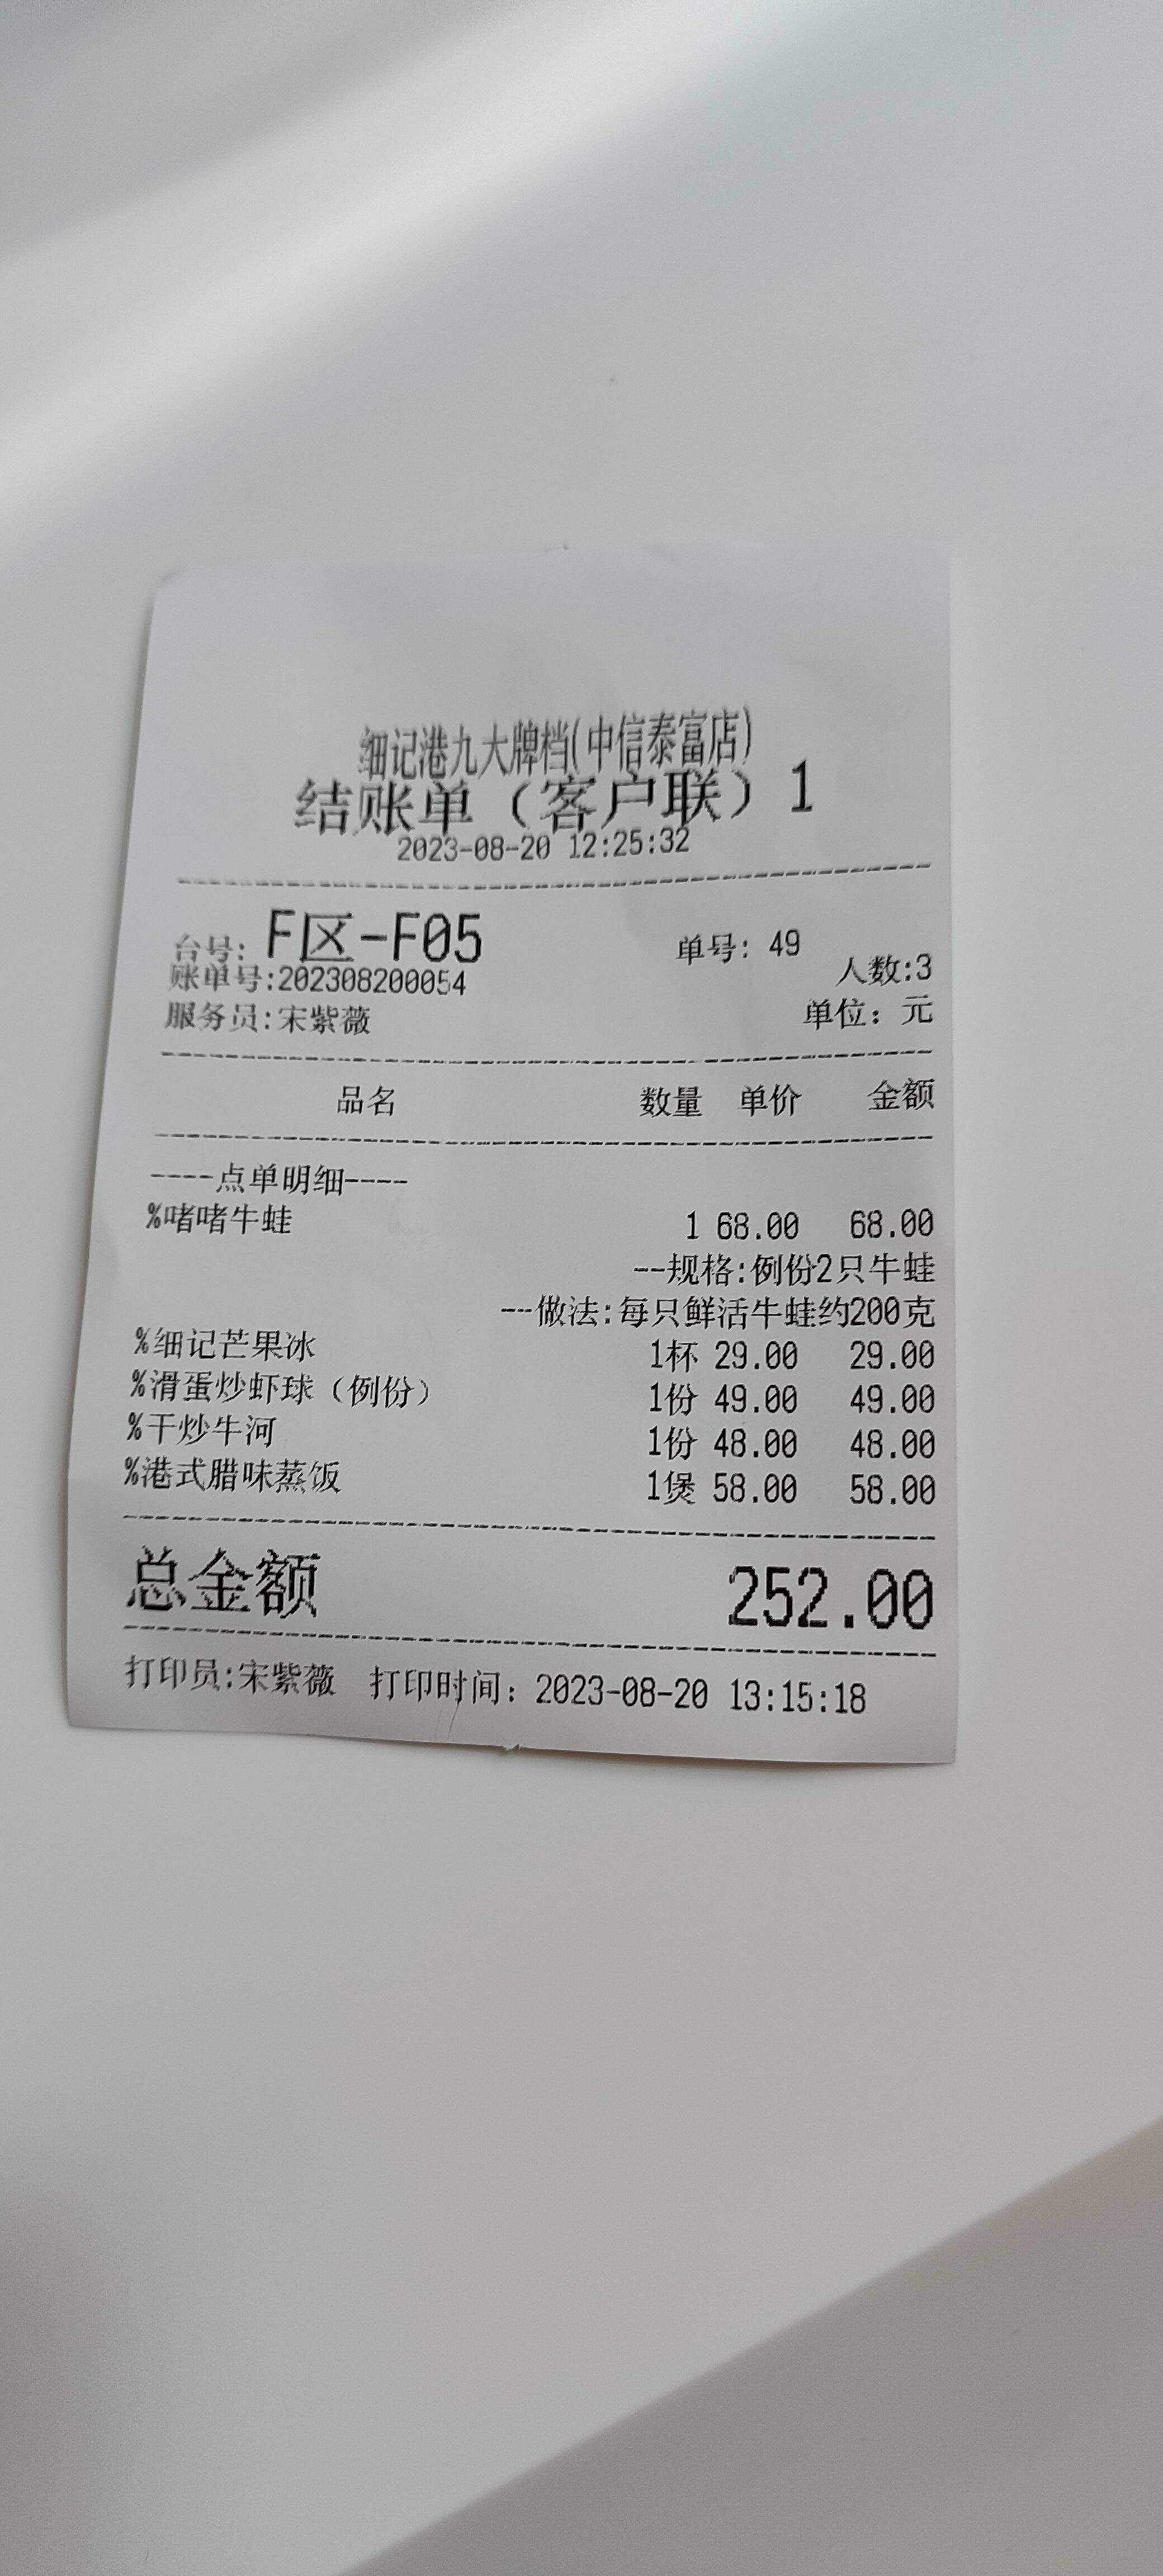 细记港九大牌档(中信泰富店)
结账单（客户联）1
2023-08-20 12:25:32
台号: F区-F05 单号: 49
账单号:202308200054 人数:3
服务员:宋紫薇 单位: 元
品名 数量 单价 金额
----点单明细----
%啫啫牛蛙 1 68.00 68.00
--规格:例份2只牛蛙
--做法:每只鲜活牛蛙约200克
%细记芒果冰 1杯 29.00 29.00
%滑蛋炒虾球（例份） 1份 49.00 49.00
%干炒牛河 1份 48.00 48.00
%港式腊味蒸饭 1煲 58.00 58.00
总金额 252.00
打印员:宋紫薇 打印时间: 2023-08-20 13:15:18